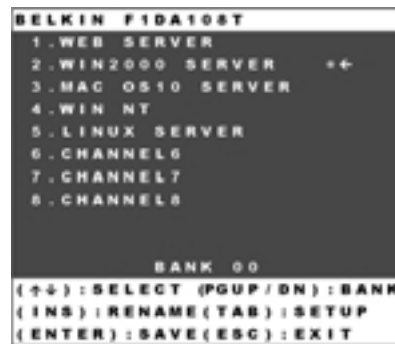 BELKIN F1DA108T
1.WEB SERVER
2.WIN2000 SERVER *←
3.MAC OS10 SERVER
4.WIN NT
5.LINUX SERVER
6.CHANNEL6
7.CHANNEL7
8.CHANNEL8
BANK 00
(↑↓):SELECT (PGUP/DN):BANK
(INS):RENAME(TAB):SETUP
(ENTER):SAVE(ESC):EXIT